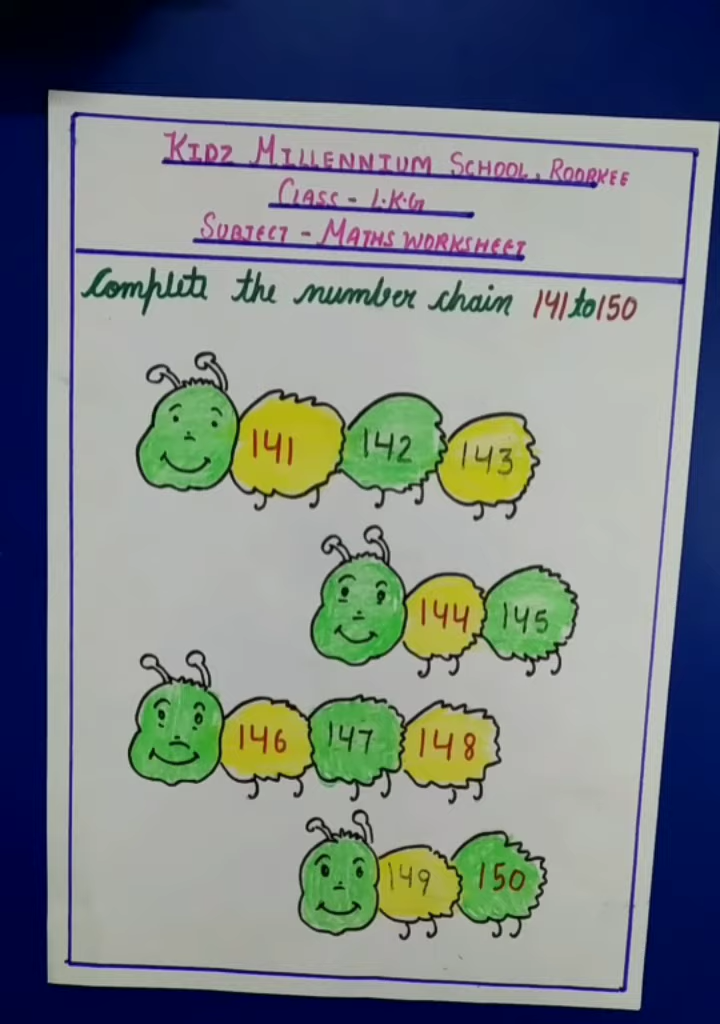 KIDZ MILLENNIUM SCHOOL, ROORKEE
CLASS - L.K.G
SUBJECT - MATHS WORKSHEET
Complete the number chain 141 to 150
141 142 143
144 145
146 147 148
149 150